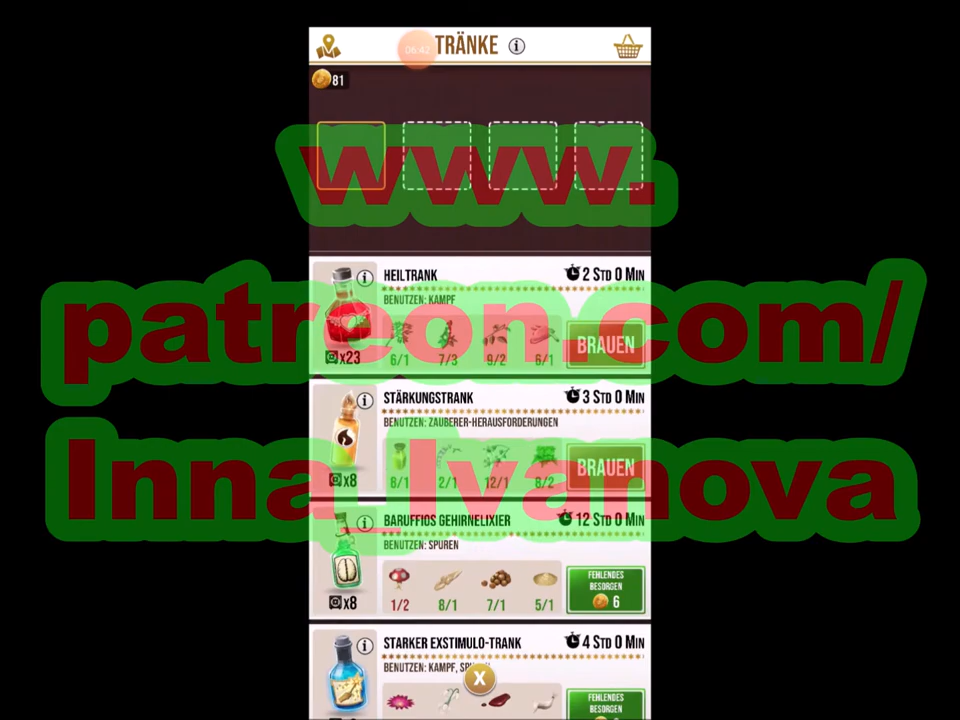 06:42
TRÄNKE
81
www.
patreon.com/
Inna_Ivanova
HEILTRANK
2 STD 0 MIN
BENUTZEN: KAMPF
x23
6/1 7/3 9/2 6/1
BRAUEN
STÄRKUNGSTRANK
3 STD 0 MIN
BENUTZEN: ZAUBERER-HERAUSFORDERUNGEN
x8
8/1 2/1 12/1 8/2
BRAUEN
BARUFFIOS GEHIRNELIXIER
12 STD 0 MIN
BENUTZEN: SPUREN
x8
1/2 8/1 7/1 5/1
FEHLENDES
BESORGEN
6
STARKER EXSTIMULO-TRANK
4 STD 0 MIN
BENUTZEN: KAMPF,
X
FEHLENDES
BESORGEN